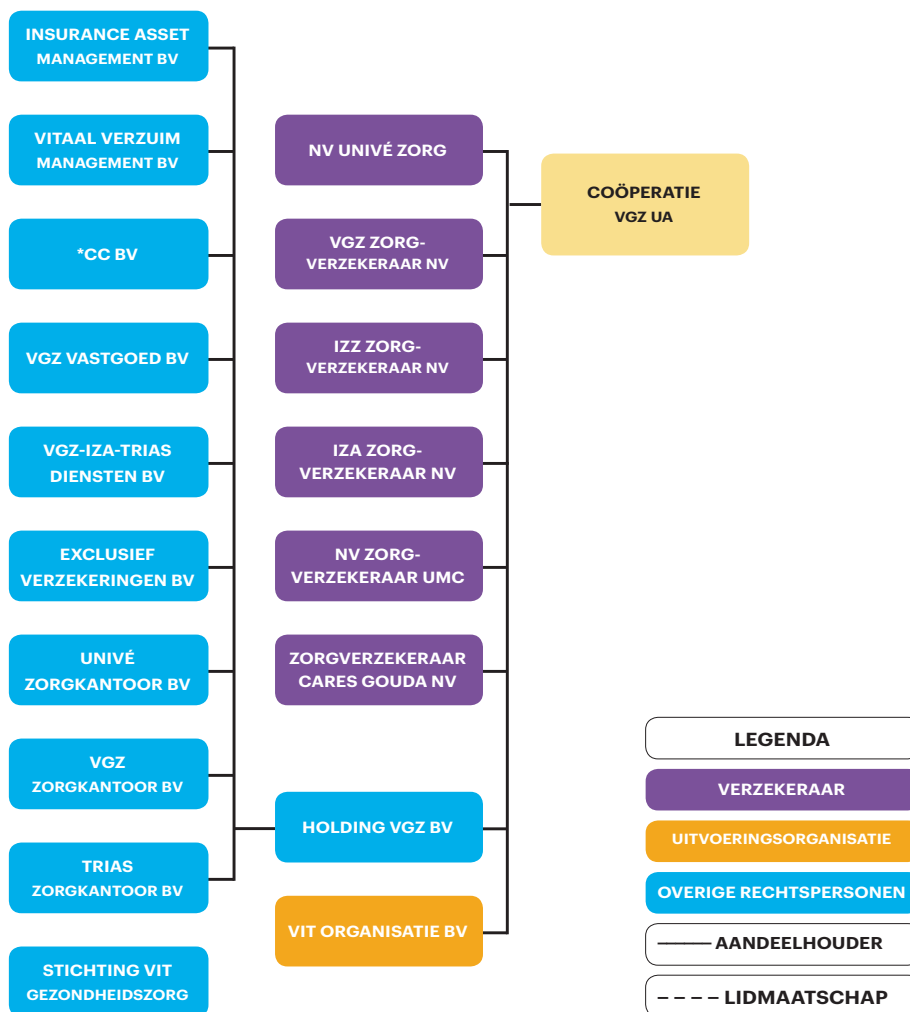 INSURANCE ASSET
MANAGEMENT BV
VITAAL VERZUIM
MANAGEMENT BV
*CC BV
VGZ VASTGOED BV
VGZ-IZA-TRIAS
DIENSTEN BV
EXCLUSIEF
VERZEKERINGEN BV
UNIVÉ
ZORGKANTOOR BV
VGZ
ZORGKANTOOR BV
TRIAS
ZORGKANTOOR BV
STICHTING VIT
GEZONDHEIDSZORG
NV UNIVÉ ZORG
VGZ ZORG-
VERZEKERAAR NV
IZZ ZORG-
VERZEKERAAR NV
IZA ZORG-
VERZEKERAAR NV
NV ZORG-
VERZEKERAAR UMC
ZORGVERZEKERAAR
CARES GOUDA NV
HOLDING VGZ BV
VIT ORGANISATIE BV
COÖPERATIE
VGZ UA
LEGENDA
VERZEKERAAR
UITVOERINGSORGANISATIE
OVERIGE RECHTSPERSONEN
AANDEELHOUDER
LIDMAATSCHAP